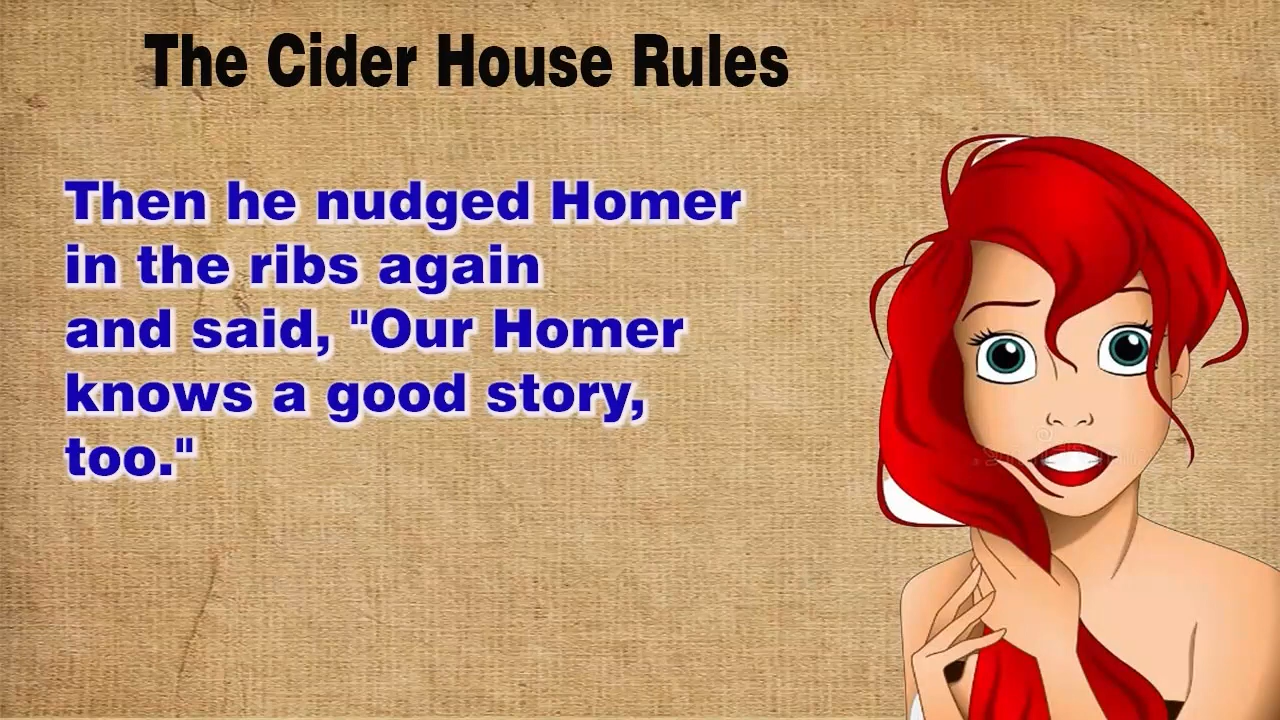 The Cider House Rules
Then he nudged Homer
in the ribs again
and said, "Our Homer
knows a good story,
too."